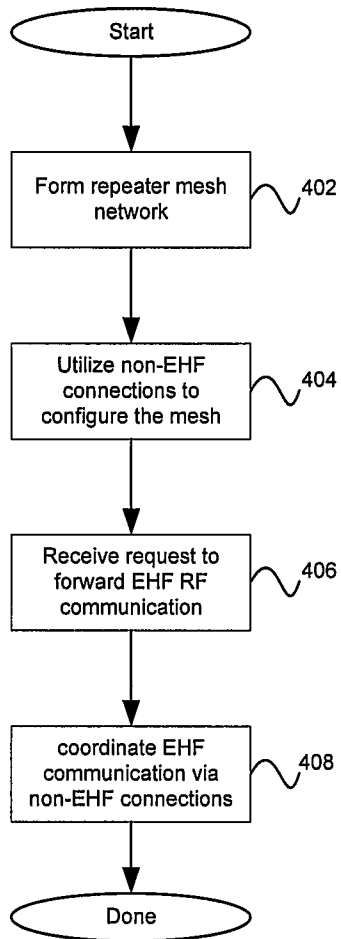 Start
Form repeater mesh
network
402
Utilize non-EHF
connections to
configure the mesh
404
Receive request to
forward EHF RF
communication
406
coordinate EHF
communication via
non-EHF connections
408
Done